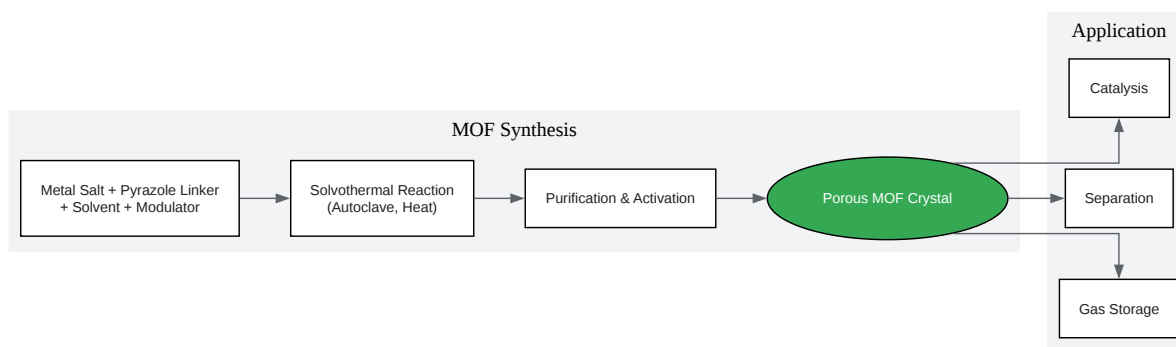 MOF Synthesis
Metal Salt + Pyrazole Linker
+ Solvent + Modulator
Solvothermal Reaction
(Autoclave, Heat)
Purification & Activation
Porous MOF Crystal
Application
Catalysis
Separation
Gas Storage